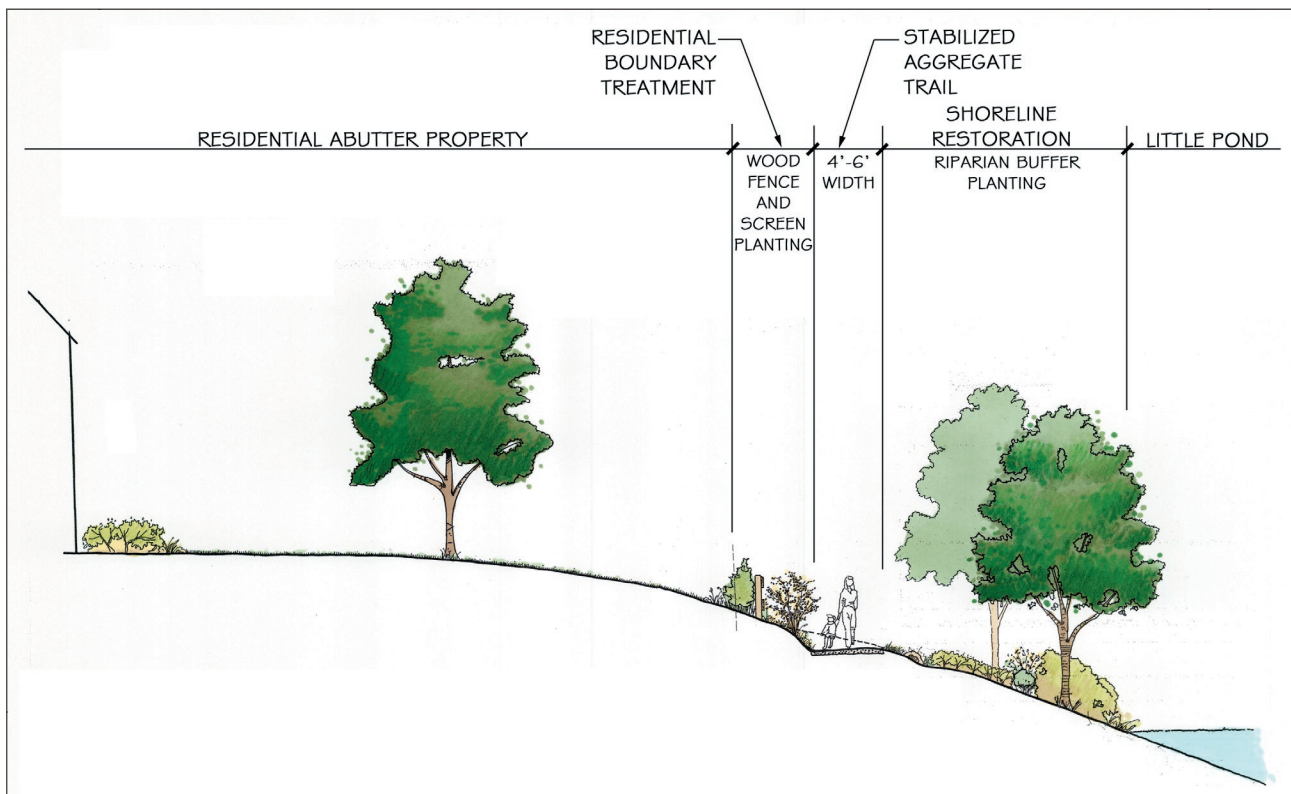 RESIDENTIAL
BOUNDARY
TREATMENT
STABILIZED
AGGREGATE
TRAIL
RESIDENTIAL ABUTTER PROPERTY
SHORELINE
RESTORATION
LITTLE POND
WOOD
FENCE
AND
SCREEN
PLANTING
4'-6'
WIDTH
RIPARIAN BUFFER
PLANTING